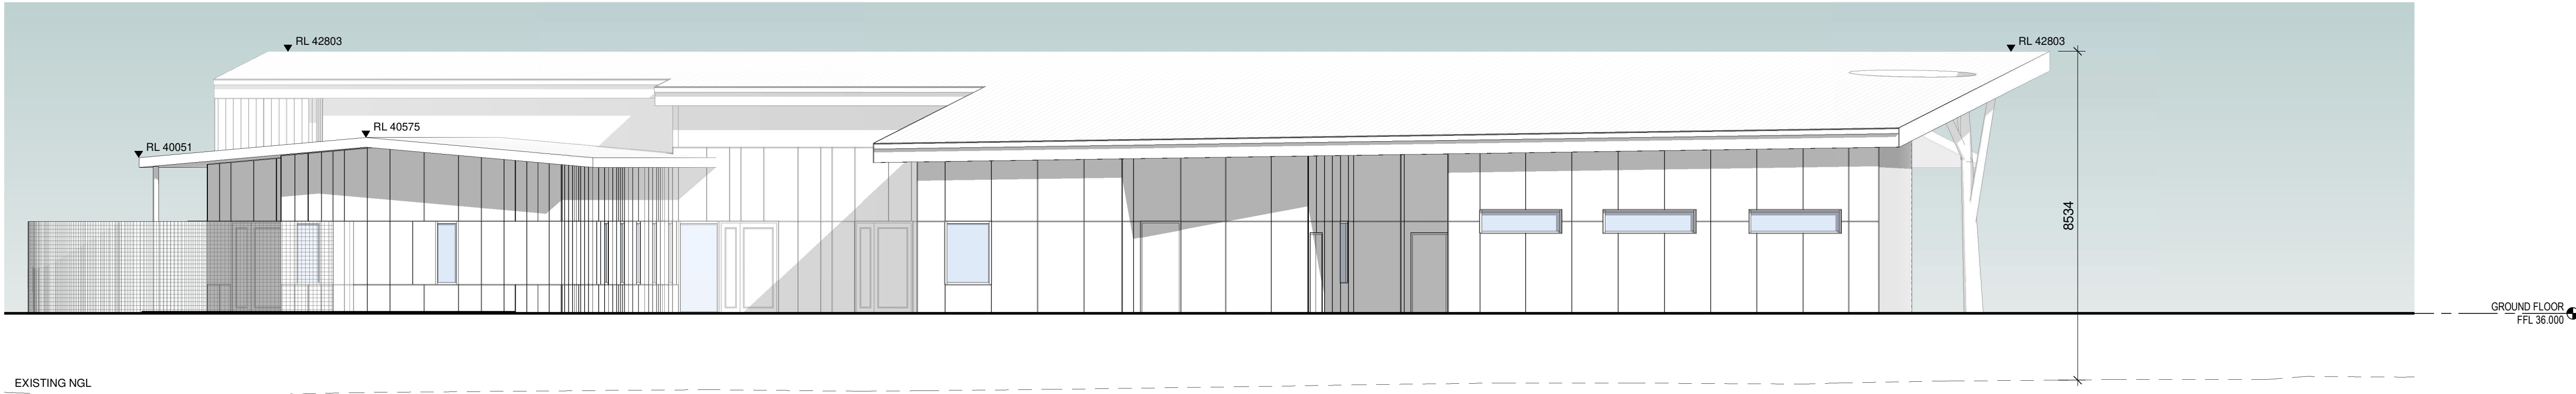 RL 42803
RL 42803
RL 40575
RL 40051
8534
GROUND FLOOR
FFL 36.000
EXISTING NGL